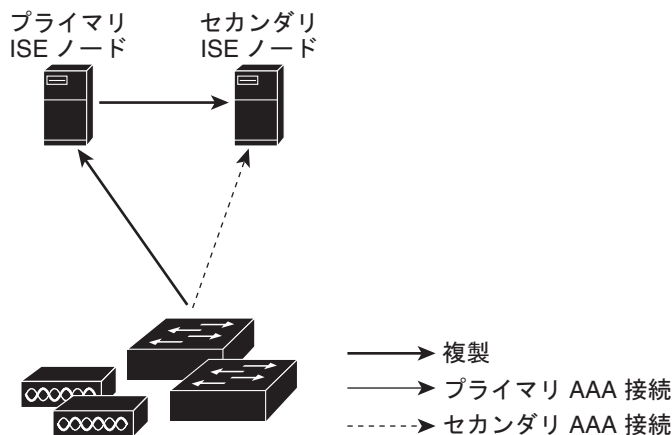 プライマリ
ISE ノード
セカンダリ
ISE ノード
複製
プライマリ AAA 接続
セカンダリ AAA 接続